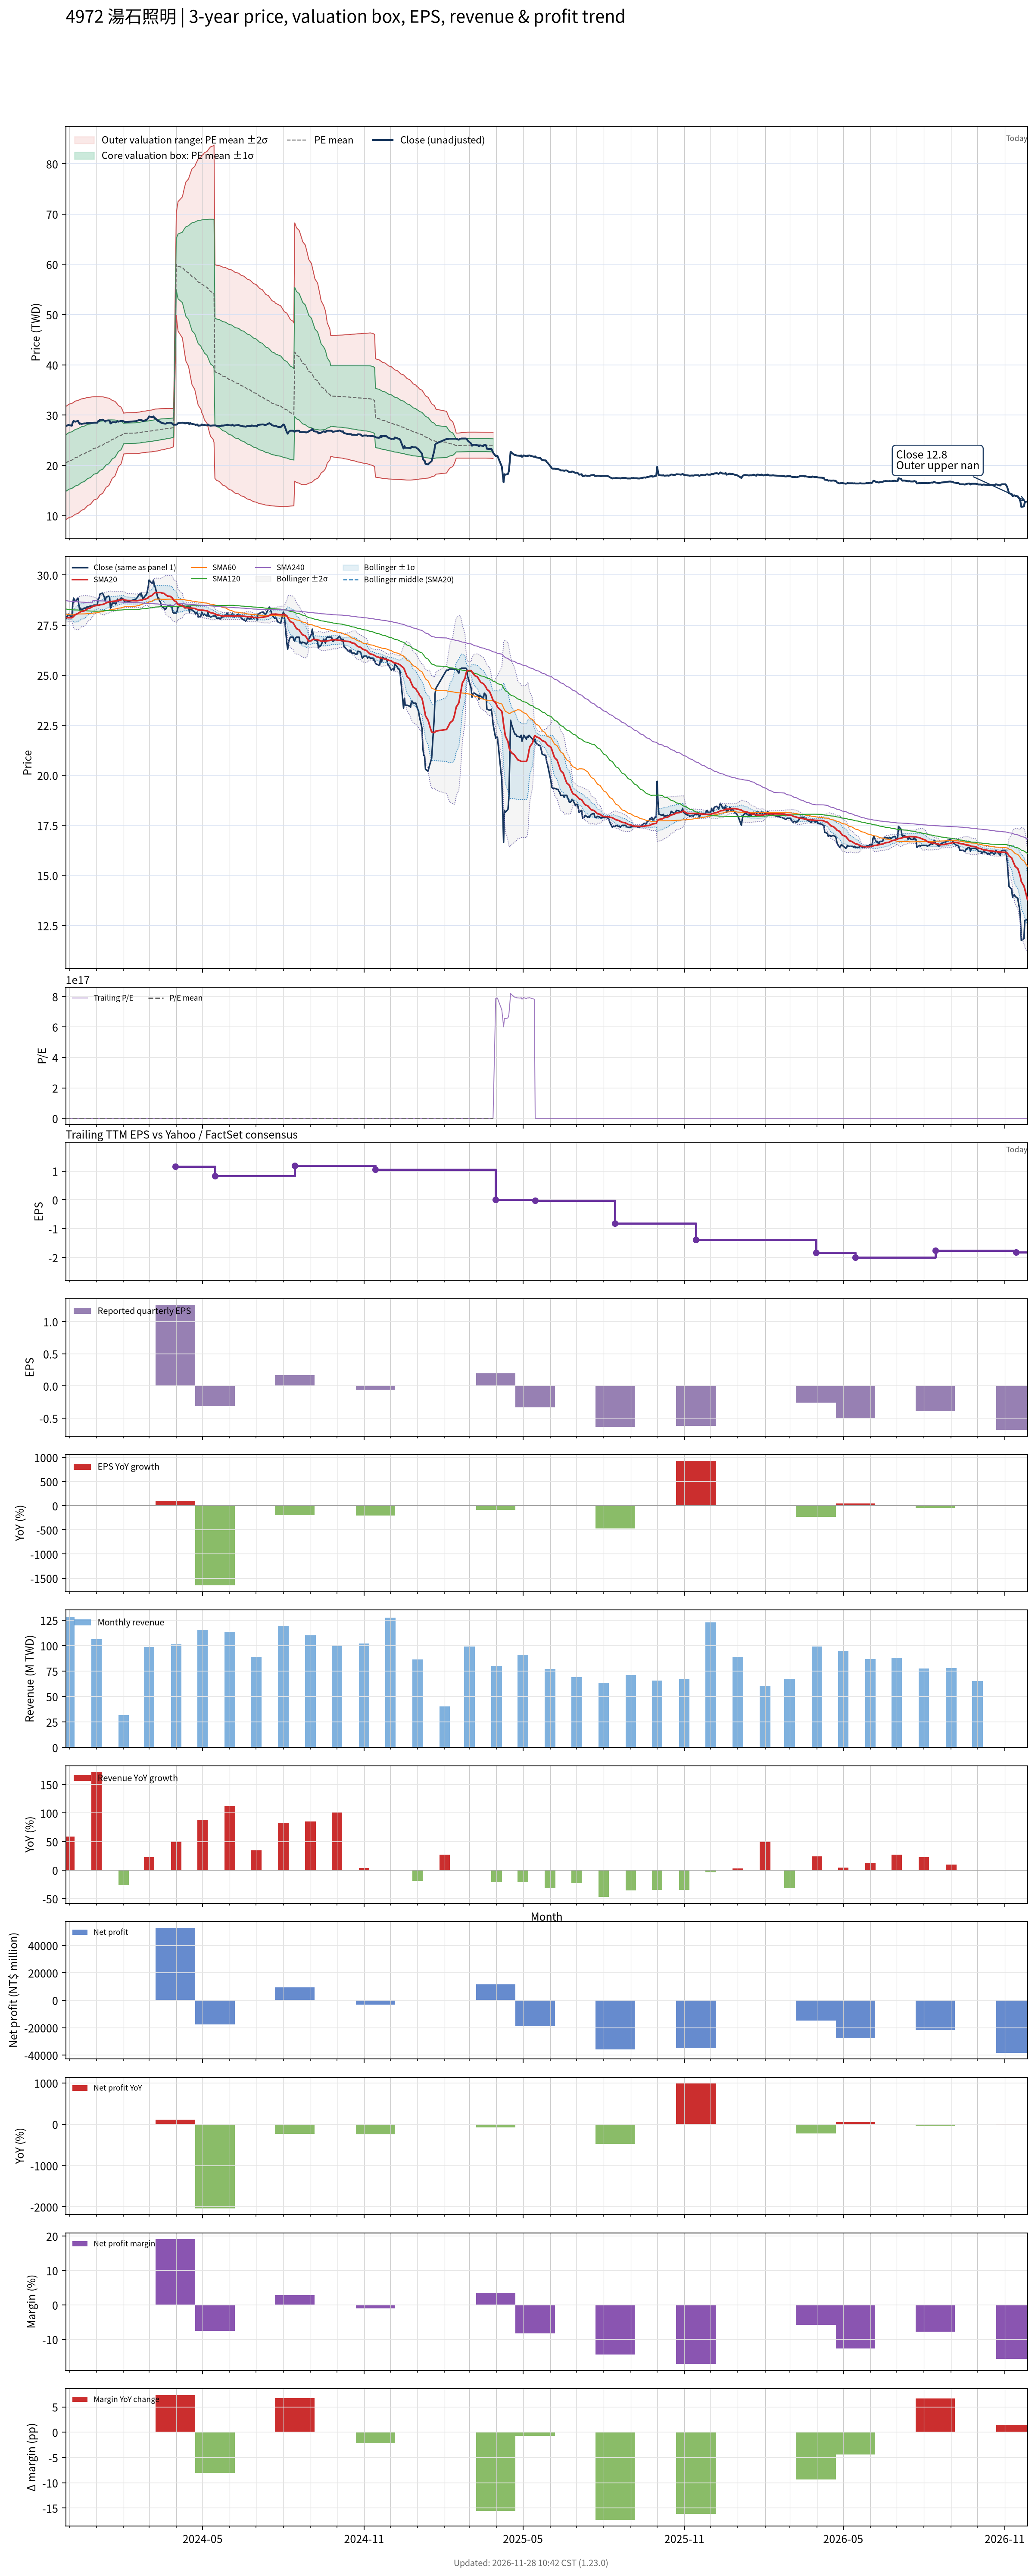 4972 湯石照明 | 3-year price, valuation box, EPS, revenue & profit trend
Outer valuation range: PE mean ±2σ
PE mean
Close (unadjusted)
Core valuation box: PE mean ±1σ
Today
80
70
60
50
40
30
20
10
Price (TWD)
Close 12.8
Outer upper nan
Close (same as panel 1)
SMA20
SMA60
SMA120
SMA240
Bollinger ±2σ
Bollinger ±1σ
Bollinger middle (SMA20)
30.0
27.5
25.0
22.5
20.0
17.5
15.0
12.5
Price
1e17
Trailing P/E
P/E mean
8
6
4
2
0
P/E
Trailing TTM EPS vs Yahoo / FactSet consensus
Today
1
0
-1
-2
EPS
Reported quarterly EPS
1.0
0.5
0.0
-0.5
EPS
EPS YoY growth
1000
500
0
-500
-1000
-1500
YoY (%)
Monthly revenue
125
100
75
50
25
0
Revenue (M TWD)
Revenue YoY growth
150
100
50
0
-50
YoY (%)
Month
Net profit
40000
20000
0
-20000
-40000
Net profit (NT$ million)
Net profit YoY
1000
0
-1000
-2000
YoY (%)
Net profit margin
20
10
0
-10
Margin (%)
Margin YoY change
5
0
-5
-10
-15
Δ margin (pp)
2024-05
2024-11
2025-05
2025-11
2026-05
2026-11
Updated: 2026-11-28 10:42 CST (1.23.0)